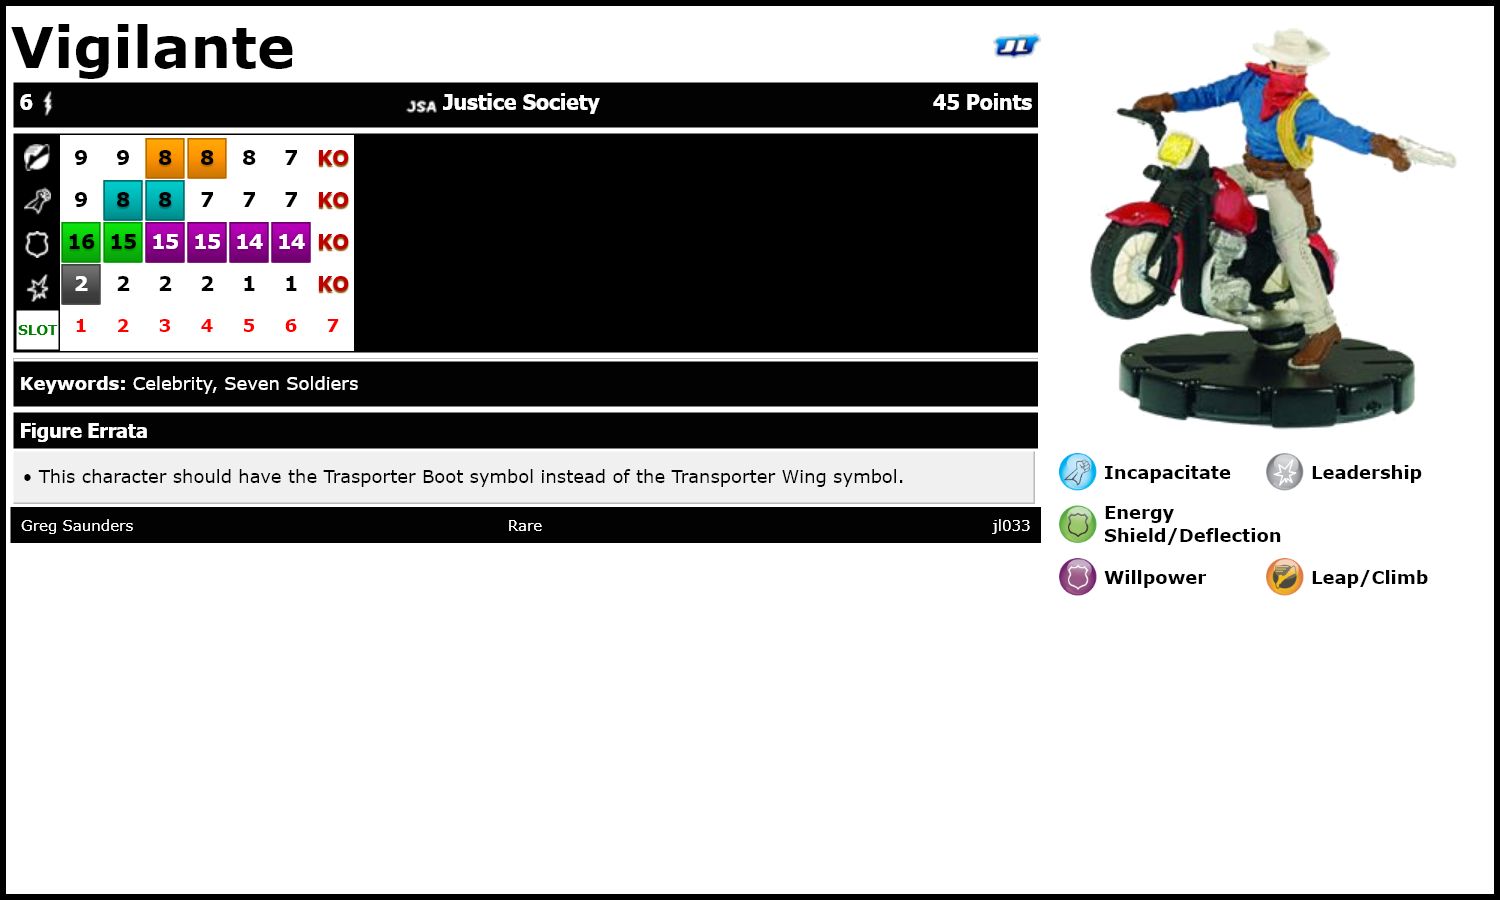 Vigilante
JL
6 JSA Justice Society 45 Points
9 9 8 8 8 7 KO
9 8 8 7 7 7 KO
16 15 15 15 14 14 KO
2 2 2 2 1 1 KO
SLOT 1 2 3 4 5 6 7
Keywords: Celebrity, Seven Soldiers
Figure Errata
• This character should have the Trasporter Boot symbol instead of the Transporter Wing symbol.
Greg Saunders Rare jl033
Incapacitate Leadership
Energy
Shield/Deflection
Willpower Leap/Climb